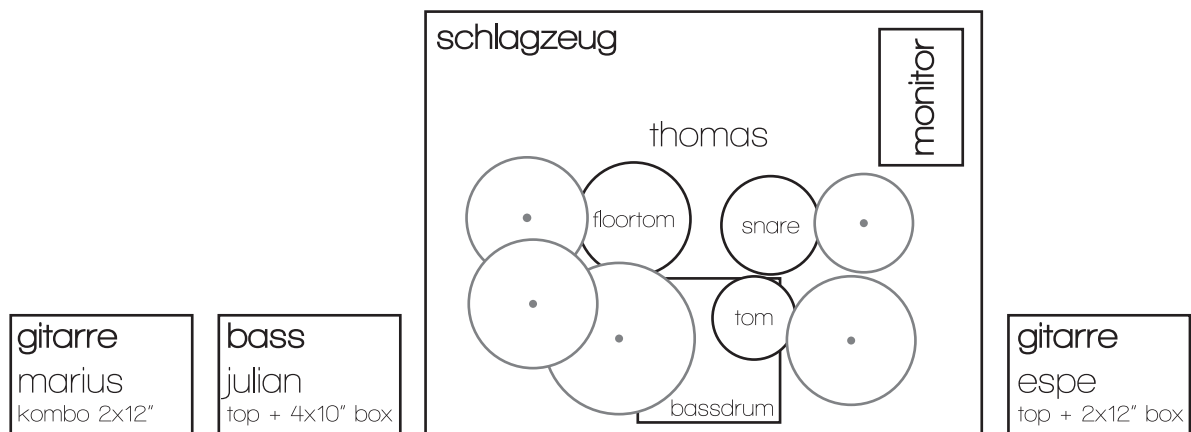 schlagzeug
monitor
thomas
floortom
snare
tom
bassdrum
gitarre
marius
kombo 2x12"
bass
julian
top + 4x10" box
gitarre
espe
top + 2x12" box